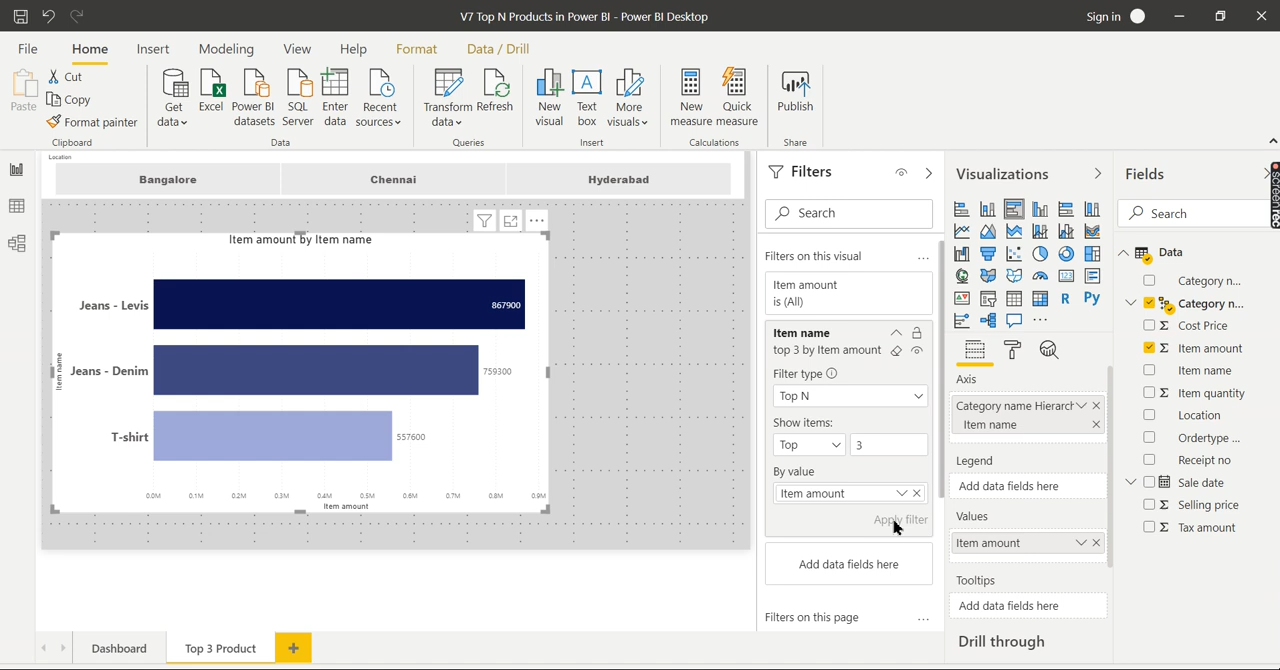 V7 Top N Products in Power BI - Power BI Desktop
Sign in
File Home Insert Modeling View Help Format Data / Drill
Paste
Cut
Copy
Format painter
Clipboard
Get data
Excel
Power BI datasets
SQL Server
Enter data
Recent sources
Data
Transform data
Refresh
Queries
New visual
Text box
More visuals
Insert
New measure
Quick measure
Calculations
Publish
Share
Location
Bangalore Chennai Hyderabad
Item amount by Item name
Item name
Jeans - Levis 867900
Jeans - Denim 759300
T-shirt 557600
0.0M 0.1M 0.2M 0.3M 0.4M 0.5M 0.6M 0.7M 0.8M 0.9M
Item amount
Dashboard Top 3 Product +
Filters
Search
Filters on this visual ...
Item amount
is (All)
Item name
top 3 by Item amount
Filter type
Top N
Show items:
Top 3
By value
Item amount
Apply filter
Add data fields here
Filters on this page ...
Visualizations
R Py
123
...
Axis
Category name Hierarch
Item name
Legend
Add data fields here
Values
Item amount
Tooltips
Add data fields here
Drill through
Fields
Search
Data
Category n...
Category n...
Cost Price
Item amount
Item name
Item quantity
Location
Ordertype ...
Receipt no
Sale date
Selling price
Tax amount
screenrec